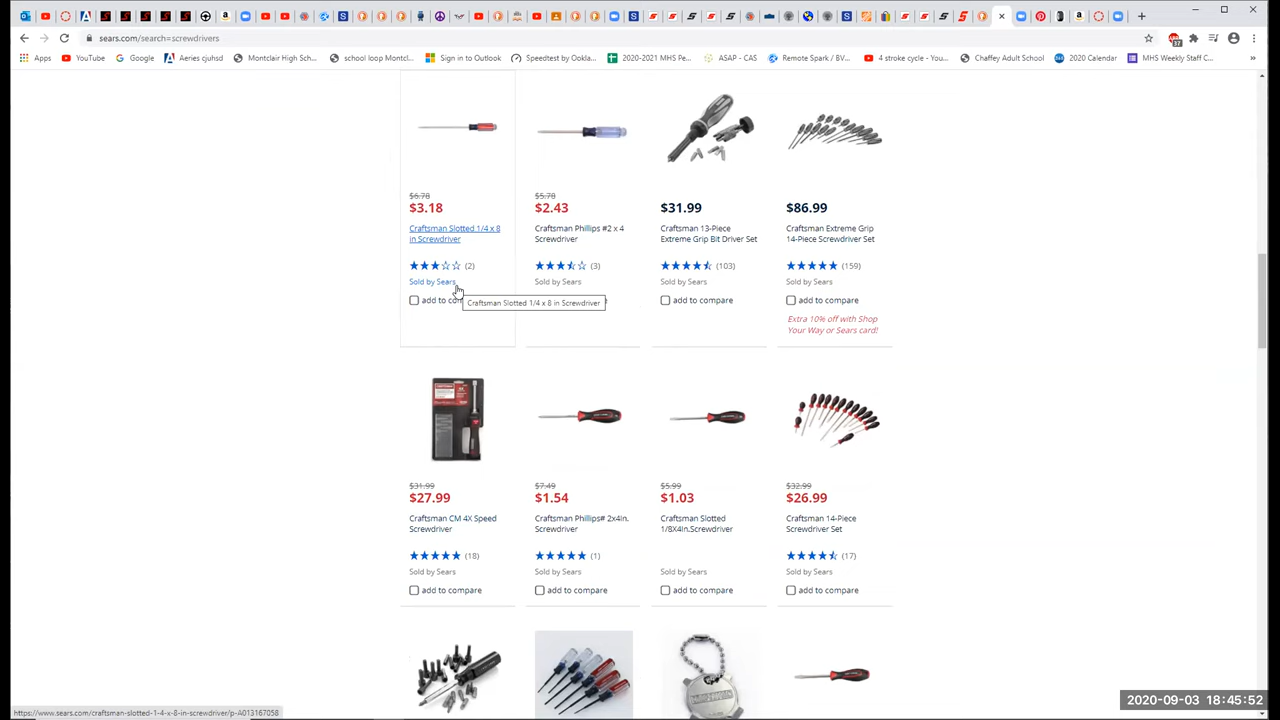 sears.com/search=screwdrivers
37
Apps
YouTube
Google
Aeries cjuhsd
Montclair High Sch...
school loop Montcl...
Sign in to Outlook
Speedtest by Ookla...
2020-2021 MHS Pe...
ASAP - CAS
Remote Spark / BV...
4 stroke cycle - You...
Chaffey Adult School
2020 Calendar
MHS Weekly Staff C...
»
$6.78
$3.18
Craftsman Slotted 1/4 x 8
in Screwdriver
(2)
Sold by Sears
add to com
Craftsman Slotted 1/4 x 8 in Screwdriver
$5.78
$2.43
Craftsman Phillips #2 x 4
Screwdriver
(3)
Sold by Sears
$31.99
Craftsman 13-Piece
Extreme Grip Bit Driver Set
(103)
Sold by Sears
add to compare
$86.99
Craftsman Extreme Grip
14-Piece Screwdriver Set
(159)
Sold by Sears
add to compare
Extra 10% off with Shop
Your Way or Sears card!
$31.99
$27.99
Craftsman CM 4X Speed
Screwdriver
(18)
Sold by Sears
add to compare
$7.49
$1.54
Craftsman Phillips# 2x4In.
Screwdriver
(1)
Sold by Sears
add to compare
$5.99
$1.03
Craftsman Slotted
1/8X4In.Screwdriver
Sold by Sears
add to compare
$32.99
$26.99
Craftsman 14-Piece
Screwdriver Set
(17)
Sold by Sears
add to compare
https://www.sears.com/craftsman-slotted-1-4-x-8-in-screwdriver/p-A013167058
2020-09-03 18:45:52